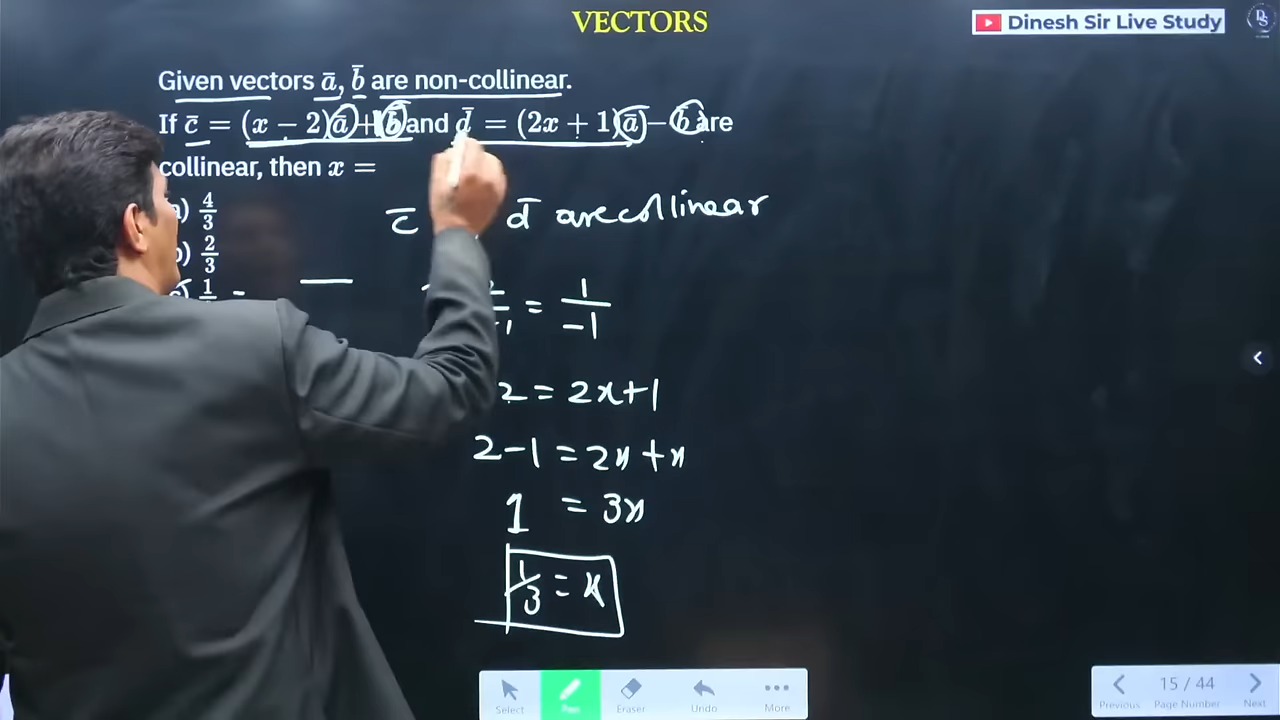 VECTORS
Dinesh Sir Live Study
DS
Given vectors a̅, b̅ are non-collinear.
If c̅ = (x − 2)a̅ + b̅ and d̅ = (2x + 1)a̅ − b̅ are
collinear, then x =
a) 4/3
b) 2/3
c) 1
c̅ d̅ are collinear
= 1/−1
2 = 2x+1
2−1 = 2x+x
1 = 3x
1/3 = x
Select Pen Eraser Undo More
15 / 44
Previous Page Number Next